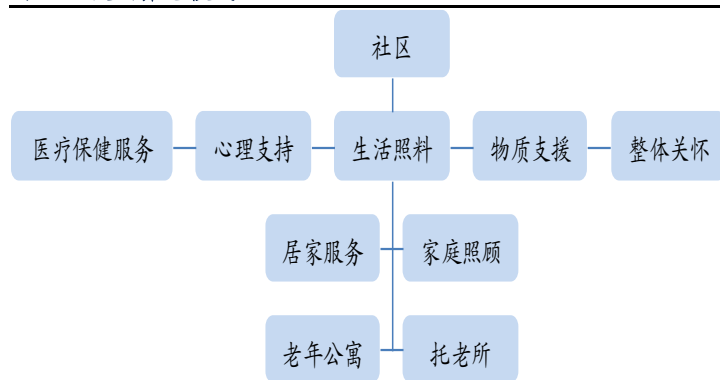 社区
医疗保健服务 心理支持 生活照料 物质支援 整体关怀
居家服务 家庭照顾
老年公寓 托老所